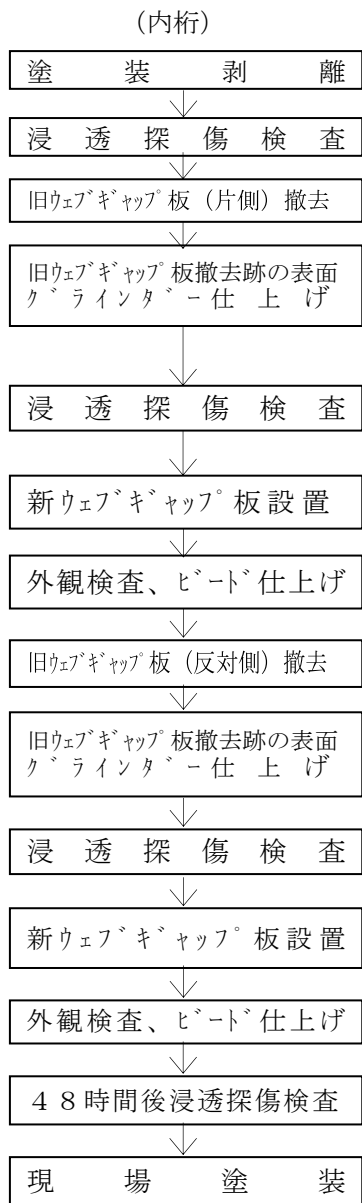 (内桁)
塗装剥離
浸透探傷検査
旧ｳｪﾌﾞｷﾞｬｯﾌﾟ板（片側）撤去
旧ｳｪﾌﾞｷﾞｬｯﾌﾟ板撤去跡の表面
ｸﾞﾗｲﾝﾀﾞｰ仕上げ
浸透探傷検査
新ｳｪﾌﾞｷﾞｬｯﾌﾟ板設置
外観検査、ﾋﾞｰﾄﾞ仕上げ
旧ｳｪﾌﾞｷﾞｬｯﾌﾟ板（反対側）撤去
旧ｳｪﾌﾞｷﾞｬｯﾌﾟ板撤去跡の表面
ｸﾞﾗｲﾝﾀﾞｰ仕上げ
浸透探傷検査
新ｳｪﾌﾞｷﾞｬｯﾌﾟ板設置
外観検査、ﾋﾞｰﾄﾞ仕上げ
４８時間後浸透探傷検査
現場塗装